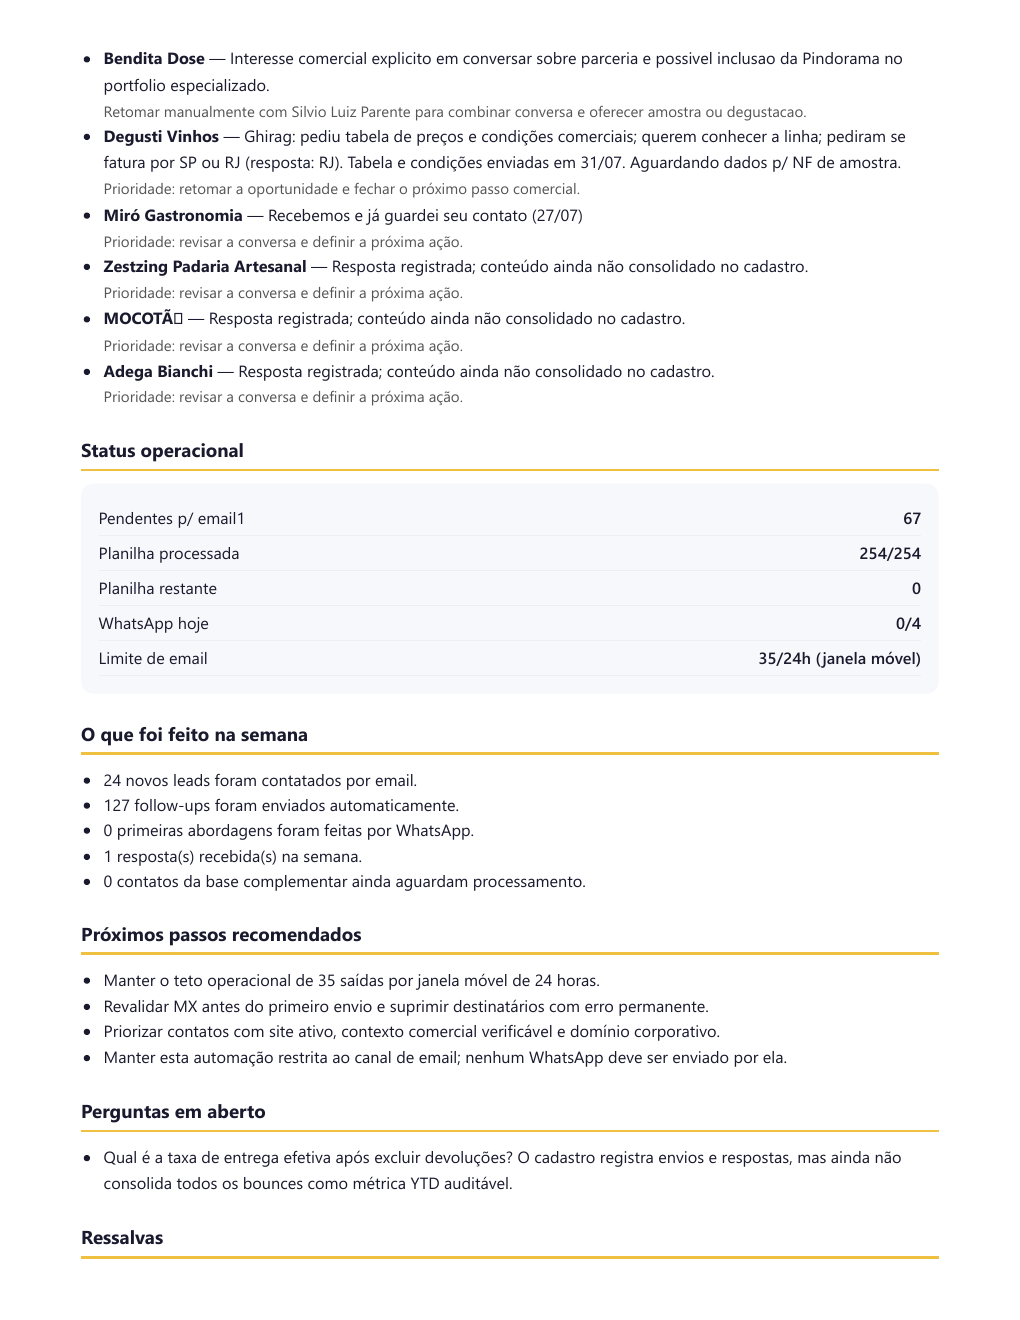 • Bendita Dose — Interesse comercial explicito em conversar sobre parceria e possivel inclusao da Pindorama no
portfolio especializado.
Retomar manualmente com Silvio Luiz Parente para combinar conversa e oferecer amostra ou degustacao.
• Degusti Vinhos — Ghirag: pediu tabela de preços e condições comerciais; querem conhecer a linha; pediram se
fatura por SP ou RJ (resposta: RJ). Tabela e condições enviadas em 31/07. Aguardando dados p/ NF de amostra.
Prioridade: retomar a oportunidade e fechar o próximo passo comercial.
• Miró Gastronomia — Recebemos e já guardei seu contato (27/07)
Prioridade: revisar a conversa e definir a próxima ação.
• Zestzing Padaria Artesanal — Resposta registrada; conteúdo ainda não consolidado no cadastro.
Prioridade: revisar a conversa e definir a próxima ação.
• MOCOTÃ▯ — Resposta registrada; conteúdo ainda não consolidado no cadastro.
Prioridade: revisar a conversa e definir a próxima ação.
• Adega Bianchi — Resposta registrada; conteúdo ainda não consolidado no cadastro.
Prioridade: revisar a conversa e definir a próxima ação.
Status operacional
Pendentes p/ email1 67
Planilha processada 254/254
Planilha restante 0
WhatsApp hoje 0/4
Limite de email 35/24h (janela móvel)
O que foi feito na semana
• 24 novos leads foram contatados por email.
• 127 follow-ups foram enviados automaticamente.
• 0 primeiras abordagens foram feitas por WhatsApp.
• 1 resposta(s) recebida(s) na semana.
• 0 contatos da base complementar ainda aguardam processamento.
Próximos passos recomendados
• Manter o teto operacional de 35 saídas por janela móvel de 24 horas.
• Revalidar MX antes do primeiro envio e suprimir destinatários com erro permanente.
• Priorizar contatos com site ativo, contexto comercial verificável e domínio corporativo.
• Manter esta automação restrita ao canal de email; nenhum WhatsApp deve ser enviado por ela.
Perguntas em aberto
• Qual é a taxa de entrega efetiva após excluir devoluções? O cadastro registra envios e respostas, mas ainda não
consolida todos os bounces como métrica YTD auditável.
Ressalvas